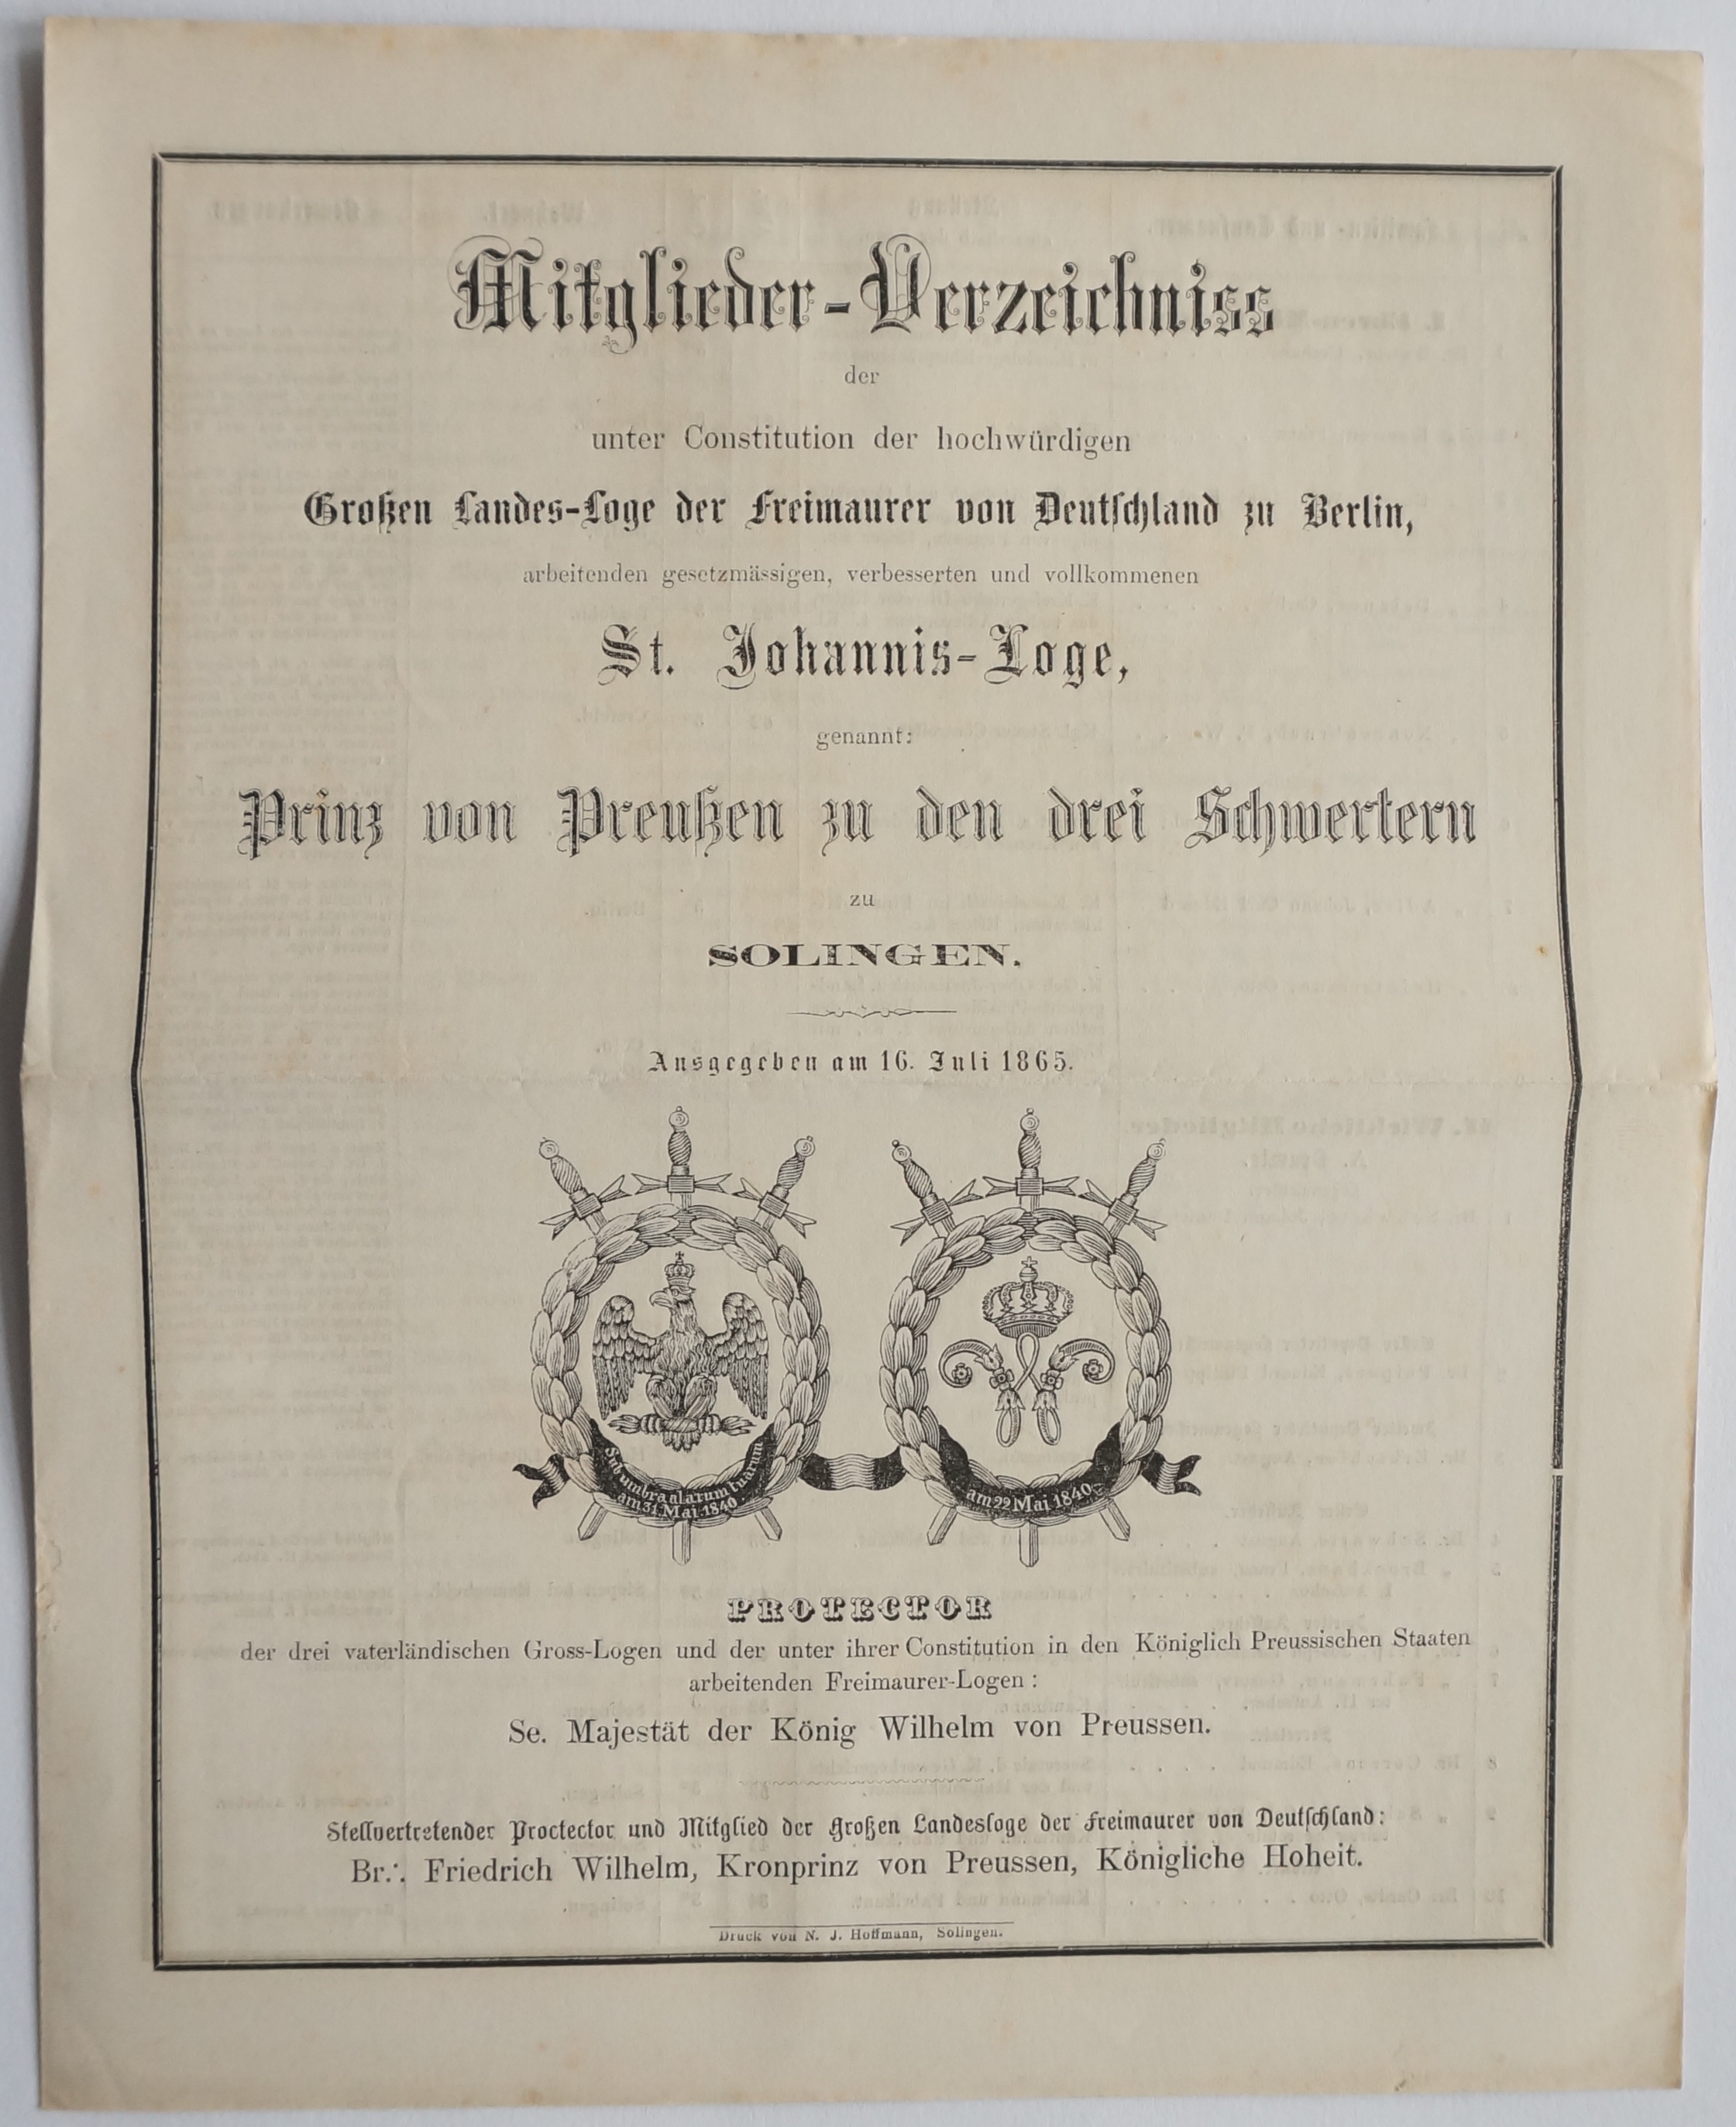 Mitglieder-Verzeichniss
der
unter Constitution der hochwürdigen
Großen Landes-Loge der Freimaurer von Deutschland zu Berlin,
arbeitenden gesetzmässigen, verbesserten und vollkommenen
St. Johannis-Loge,
genannt:
Prinz von Preußen zu den drei Schwertern
zu
SOLINGEN.
Ausgegeben am 16. Juli 1865.
Sub umbra alarum tuarum
am 31. Mai 1840.
am 22 Mai 1840.
PROTECTOR
der drei vaterländischen Gross-Logen und der unter ihrer Constitution in den Königlich Preussischen Staaten
arbeitenden Freimaurer-Logen:
Se. Majestät der König Wilhelm von Preussen.
Stellvertretender Proctector und Mitglied der großen Landesloge der Freimaurer von Deutschland:
Br.∴ Friedrich Wilhelm, Kronprinz von Preussen, Königliche Hoheit.
Druck von N. J. Hoffmann, Solingen.